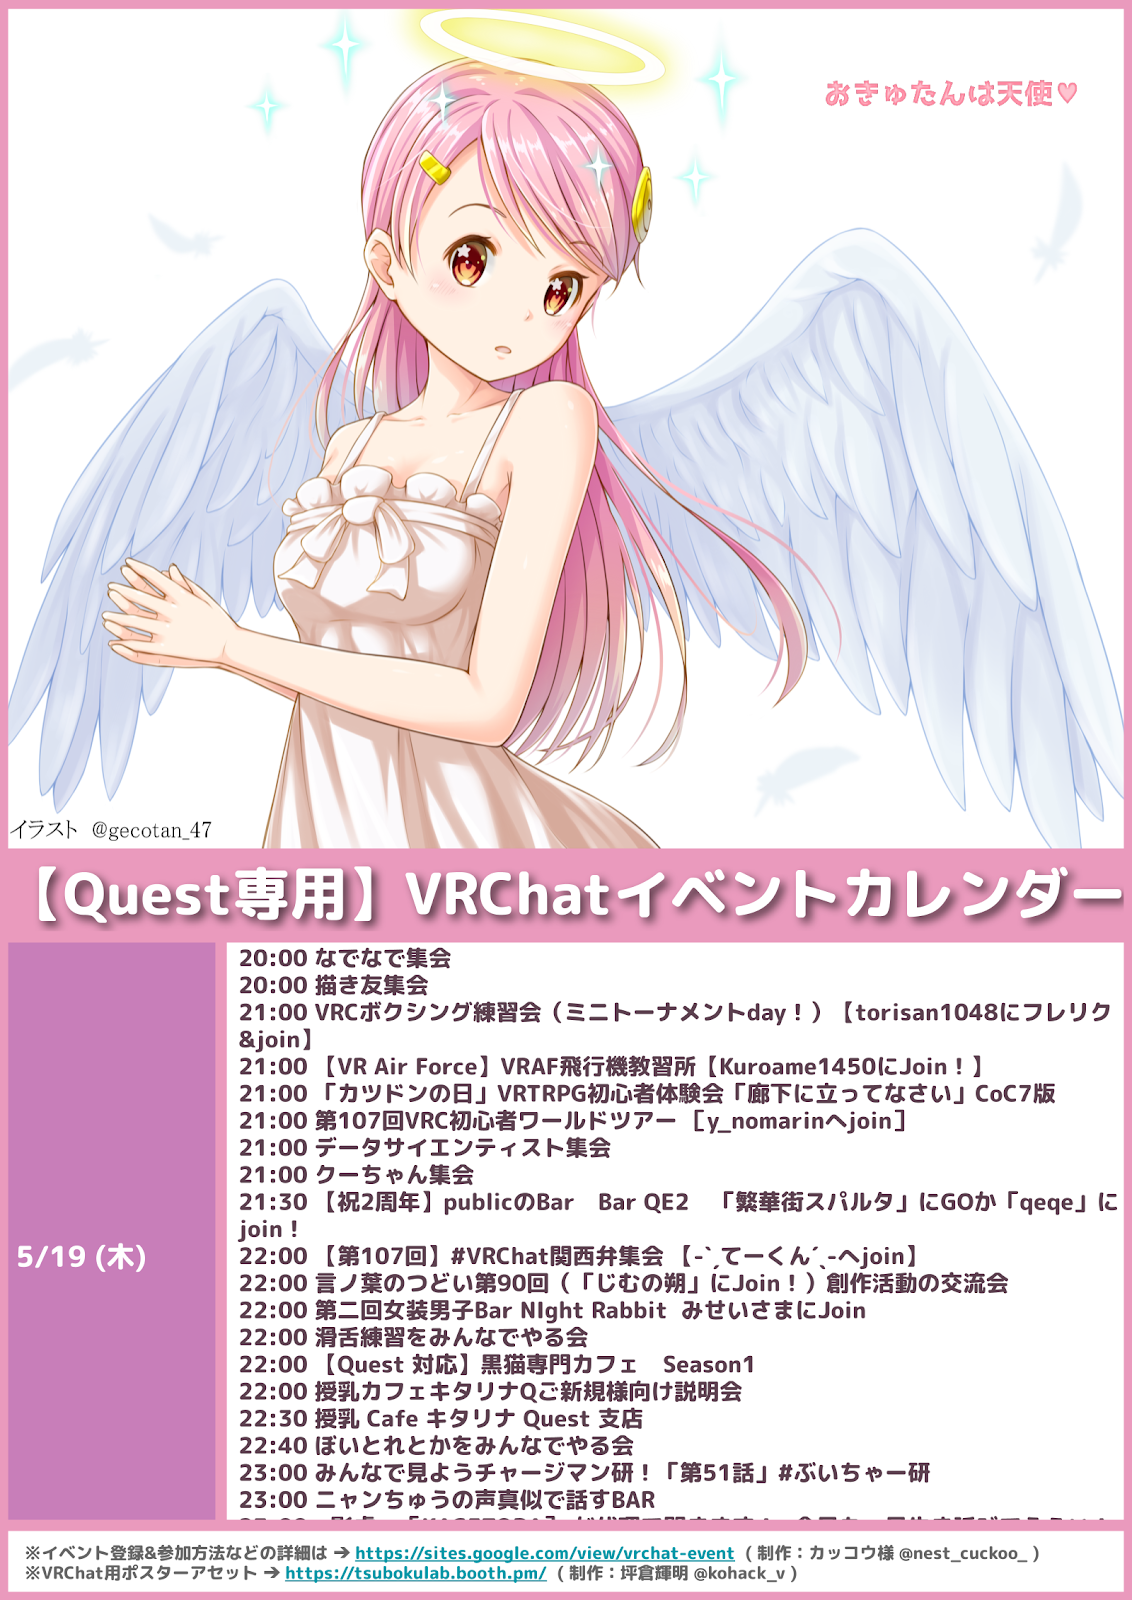 おきゅたんは天使♥
イラスト @gecotan_47
【Quest専用】VRChatイベントカレンダー
5/19 (木)
20:00 なでなで集会
20:00 描き友集会
21:00 VRCボクシング練習会（ミニトーナメントday！）【torisan1048にフレリク
&join】
21:00 【VR Air Force】VRAF飛行機教習所【Kuroame1450にJoin！】
21:00 「カツドンの日」VRTRPG初心者体験会「廊下に立ってなさい」CoC7版
21:00 第107回VRC初心者ワールドツアー ［y_nomarinへjoin］
21:00 データサイエンティスト集会
21:00 クーちゃん集会
21:30 【祝2周年】publicのBar　Bar QE2　「繁華街スパルタ」にGOか「qeqe」に
join！
22:00 【第107回】#VRChat関西弁集会 【-ˋˏてーくんˊˎ-へjoin】
22:00 言ノ葉のつどい第90回（「じむの朔」にJoin！）創作活動の交流会
22:00 第二回女装男子Bar NIght Rabbit みせいさまにJoin
22:00 滑舌練習をみんなでやる会
22:00 【Quest 対応】黒猫専門カフェ　Season1
22:00 授乳カフェキタリナQご新規様向け説明会
22:30 授乳 Cafe キタリナ Quest 支店
22:40 ぼいとれとかをみんなでやる会
23:00 みんなで見ようチャージマン研！「第51話」#ぶいちゃー研
23:00 ニャンちゅうの声真似で話すBAR
※イベント登録&参加方法などの詳細は → https://sites.google.com/view/vrchat-event ( 制作：カッコウ様 @nest_cuckoo_ )
※VRChat用ポスターアセット → https://tsubokulab.booth.pm/ ( 制作：坪倉輝明 @kohack_v )